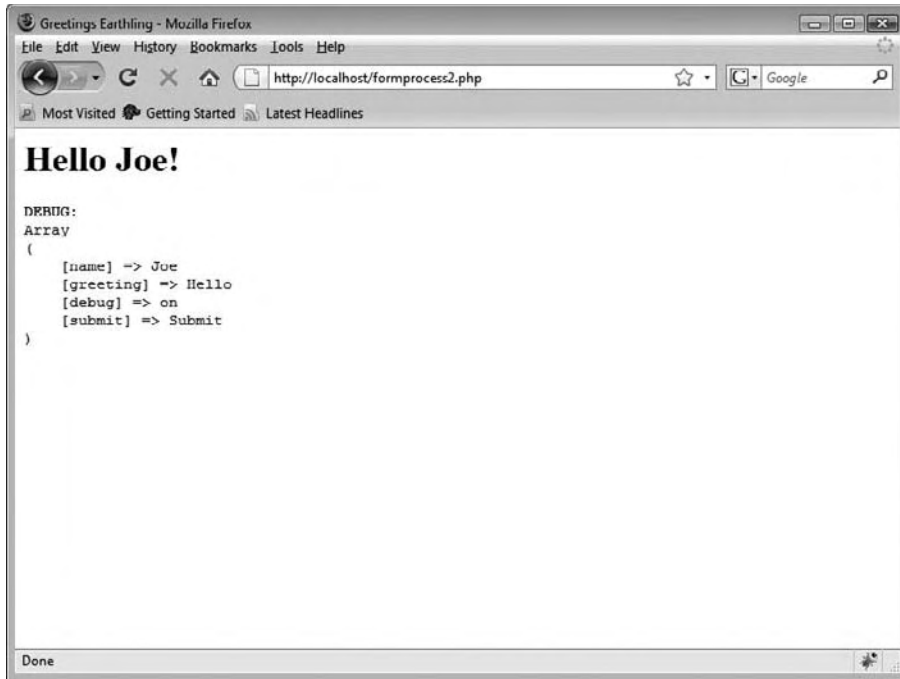 Greetings Earthling - Mozilla Firefox
File Edit View History Bookmarks Tools Help
http://localhost/formprocess2.php
G Google
Most Visited Getting Started Latest Headlines
Hello Joe!
DEBUG:
Array
(
[name] => Joe
[greeting] => Hello
[debug] => on
[submit] => Submit
)
Done